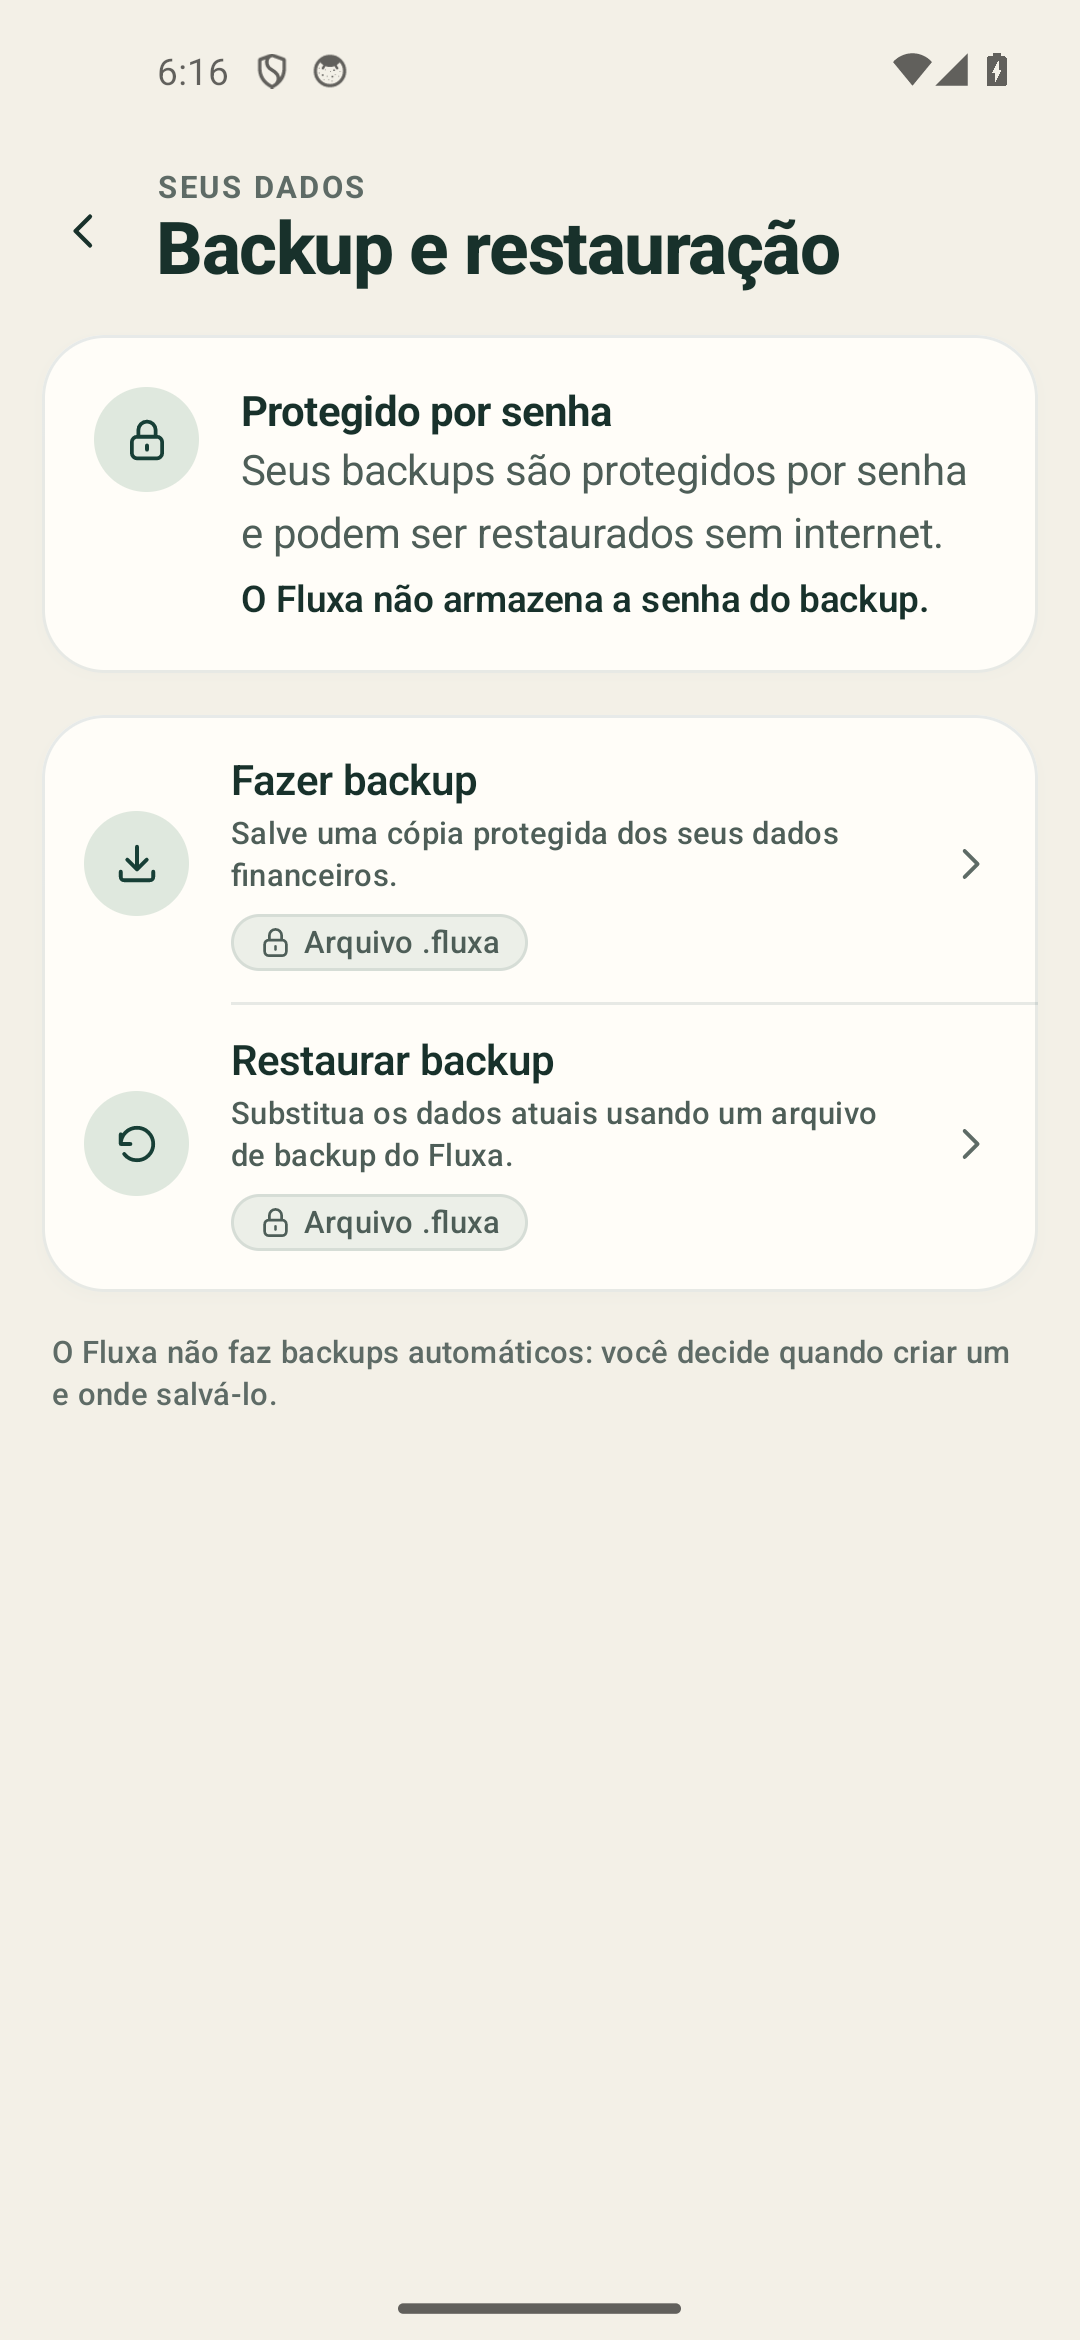 6:16
SEUS DADOS
Backup e restauração
Protegido por senha
Seus backups são protegidos por senha
e podem ser restaurados sem internet.
O Fluxa não armazena a senha do backup.
Fazer backup
Salve uma cópia protegida dos seus dados
financeiros.
Arquivo .fluxa
Restaurar backup
Substitua os dados atuais usando um arquivo
de backup do Fluxa.
Arquivo .fluxa
O Fluxa não faz backups automáticos: você decide quando criar um
e onde salvá-lo.